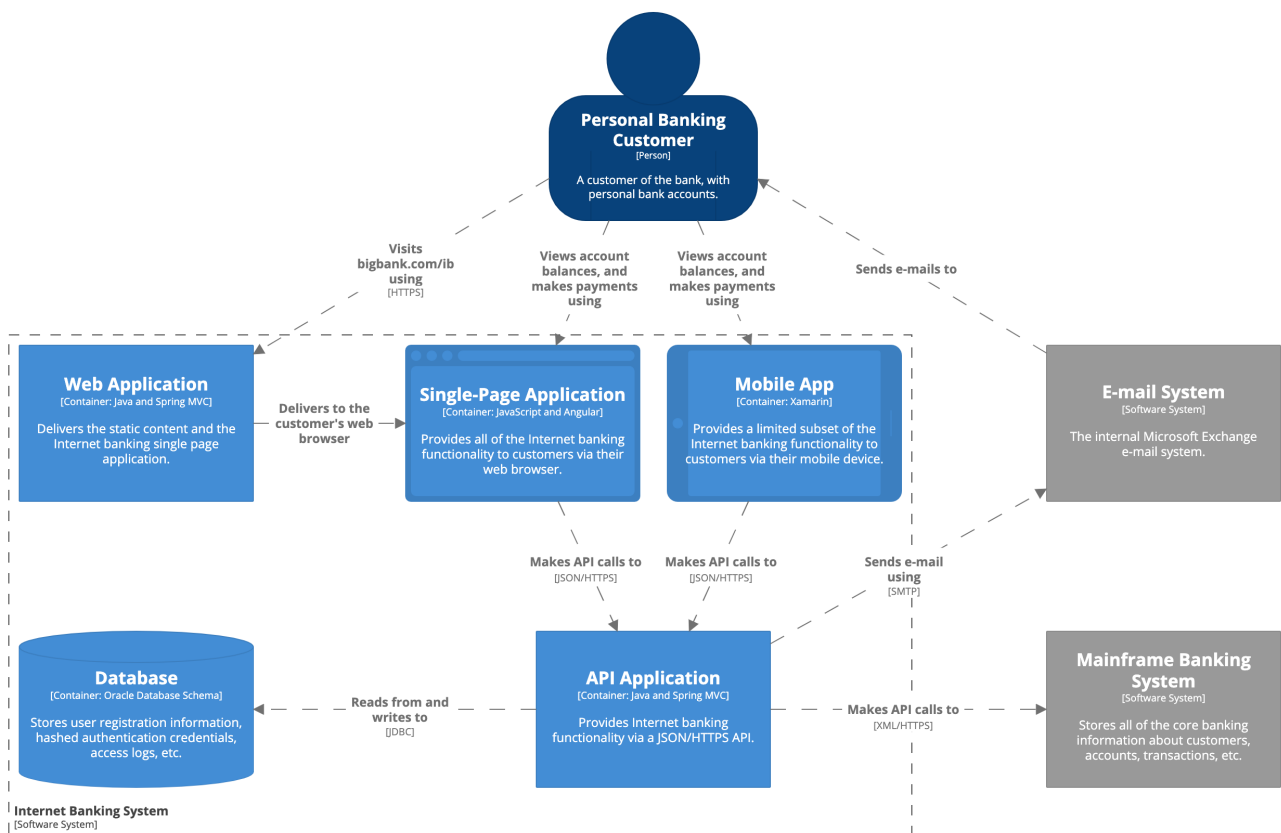 Personal Banking
Customer
[Person]
A customer of the bank, with
personal bank accounts.
Visits
bigbank.com/ib
using
[HTTPS]
Views account
balances, and
makes payments
using
Views account
balances, and
makes payments
using
Sends e-mails to
Web Application
[Container: Java and Spring MVC]
Delivers the static content and the
Internet banking single page
application.
Delivers to the
customer's web
browser
Single-Page Application
[Container: JavaScript and Angular]
Provides all of the Internet banking
functionality to customers via their
web browser.
Mobile App
[Container: Xamarin]
Provides a limited subset of the
Internet banking functionality to
customers via their mobile device.
E-mail System
[Software System]
The internal Microsoft Exchange
e-mail system.
Makes API calls to
[JSON/HTTPS]
Makes API calls to
[JSON/HTTPS]
Sends e-mail
using
[SMTP]
Database
[Container: Oracle Database Schema]
Stores user registration information,
hashed authentication credentials,
access logs, etc.
Reads from and
writes to
[JDBC]
API Application
[Container: Java and Spring MVC]
Provides Internet banking
functionality via a JSON/HTTPS API.
Makes API calls to
[XML/HTTPS]
Mainframe Banking
System
[Software System]
Stores all of the core banking
information about customers,
accounts, transactions, etc.
Internet Banking System
[Software System]